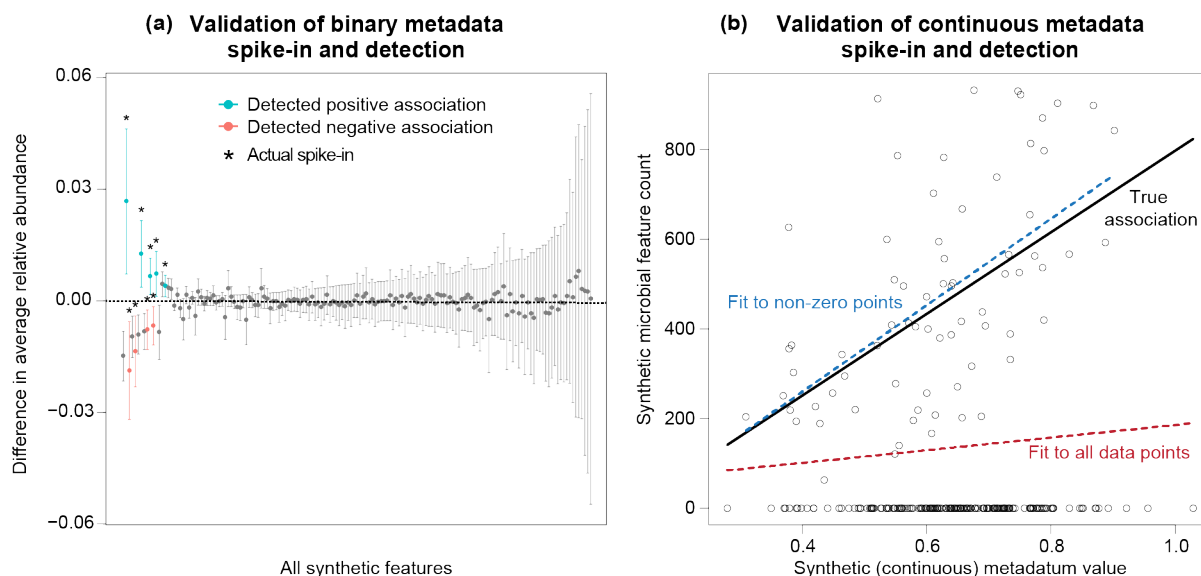 (a) Validation of binary metadata
spike-in and detection
0.06
0.03
0.00
−0.03
−0.06
Difference in average relative abundance
Detected positive association
Detected negative association
* Actual spike-in
All synthetic features
(b) Validation of continuous metadata
spike-in and detection
800
600
400
200
0
Synthetic microbial feature count
True
association
Fit to non-zero points
Fit to all data points
0.4 0.6 0.8 1.0
Synthetic (continuous) metadatum value